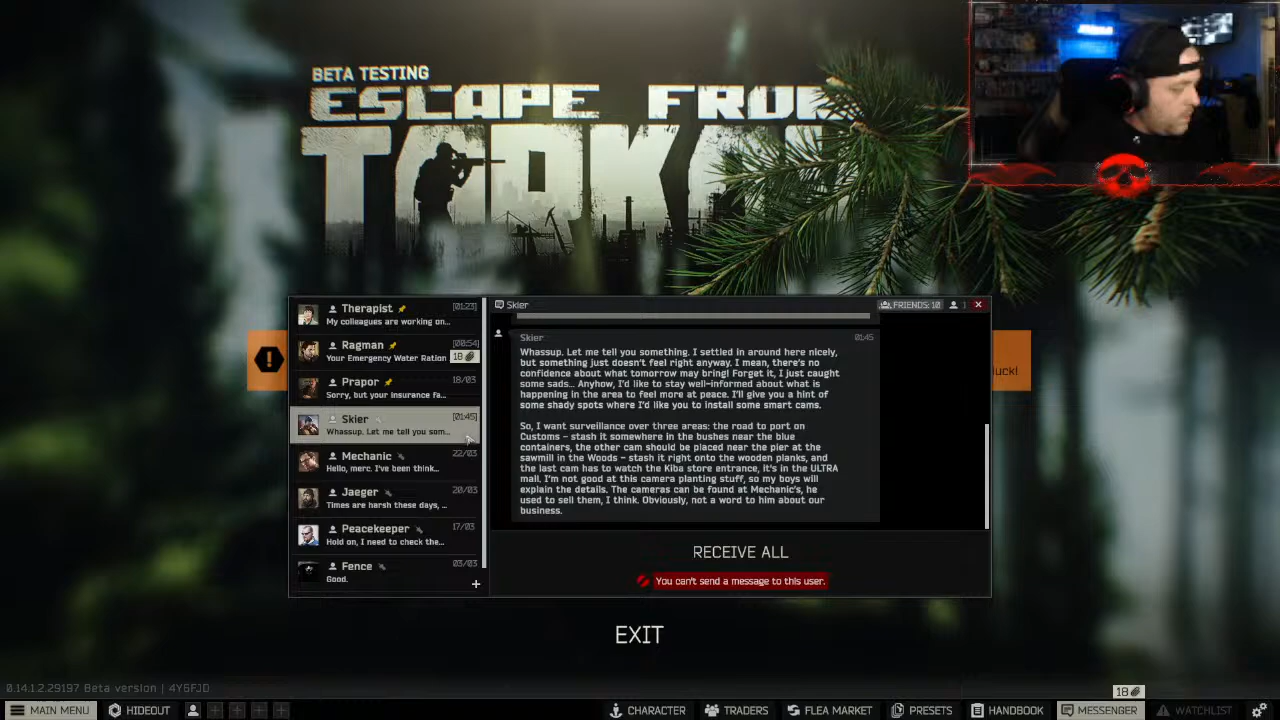 BETA TESTING
ESCAPE FROM
Therapist
[01:23]
My colleagues are working on...
Ragman
[00:54]
Your Emergency Water Ration
18
Prapor
18/03
Sorry, but your insurance fa...
Skier
[01:45]
Whassup. Let me tell you som...
Mechanic
22/03
Hello, merc. I've been think...
Jaeger
20/03
Times are harsh these days, ...
Peacekeeper
17/03
Hold on, I need to check the...
Fence
03/03
Good.
+
Skier
FRIENDS: 10
1
Skier
01:45
Whassup. Let me tell you something. I settled in around here nicely,
but something just doesn't feel right anyway. I mean, there's no
confidence about what tomorrow may bring! Forget it, I just caught
some sads... Anyhow, I'd like to stay well-informed about what is
happening in the area to feel more at peace. I'll give you a hint of
some shady spots where I'd like you to install some smart cams.
So, I want surveillance over three areas: the road to port on
Customs – stash it somewhere in the bushes near the blue
containers, the other cam should be placed near the pier at the
sawmill in the Woods – stash it right onto the wooden planks, and
the last cam has to watch the Kiba store entrance, it's in the ULTRA
mall. I'm not good at this camera planting stuff, so my boys will
explain the details. The cameras can be found at Mechanic's, he
used to sell them, I think. Obviously, not a word to him about our
business.
RECEIVE ALL
You can't send a message to this user.
luck!
EXIT
0.14.1.2.29197 Beta version | 4Y6FJD
18
MAIN MENU
HIDEOUT
CHARACTER
TRADERS
FLEA MARKET
PRESETS
HANDBOOK
MESSENGER
WATCHLIST